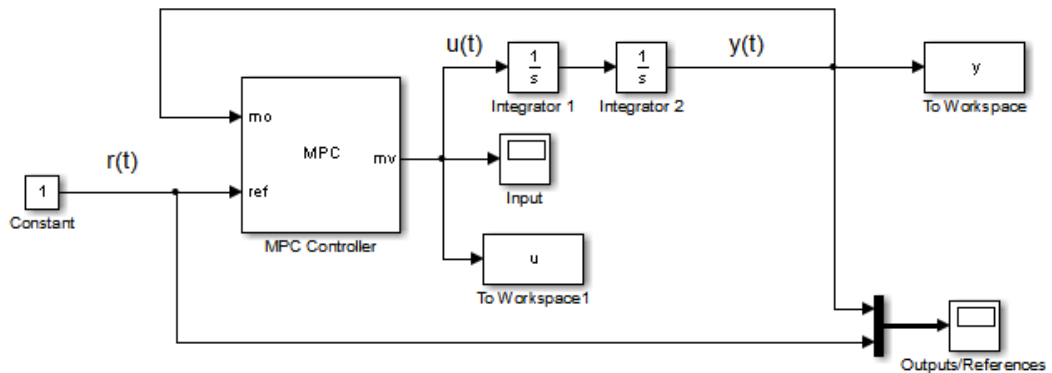 u(t)
y(t)
1
s
1
s
y
Integrator 1
Integrator 2
To Workspace
mo
MPC
mv
ref
r(t)
1
Constant
MPC Controller
Input
u
To Workspace1
Outputs/References